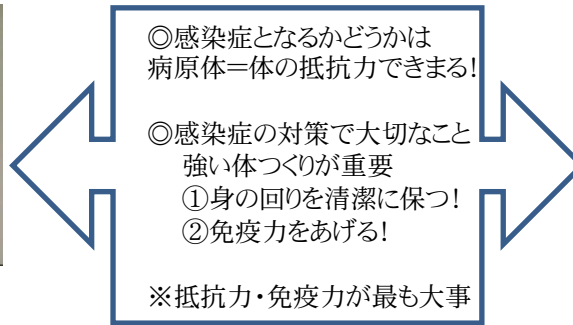 ◎感染症となるかどうかは
病原体=体の抵抗力できまる!
◎感染症の対策で大切なこと
強い体つくりが重要
①身の回りを清潔に保つ!
②免疫力をあげる!
※抵抗力・免疫力が最も大事